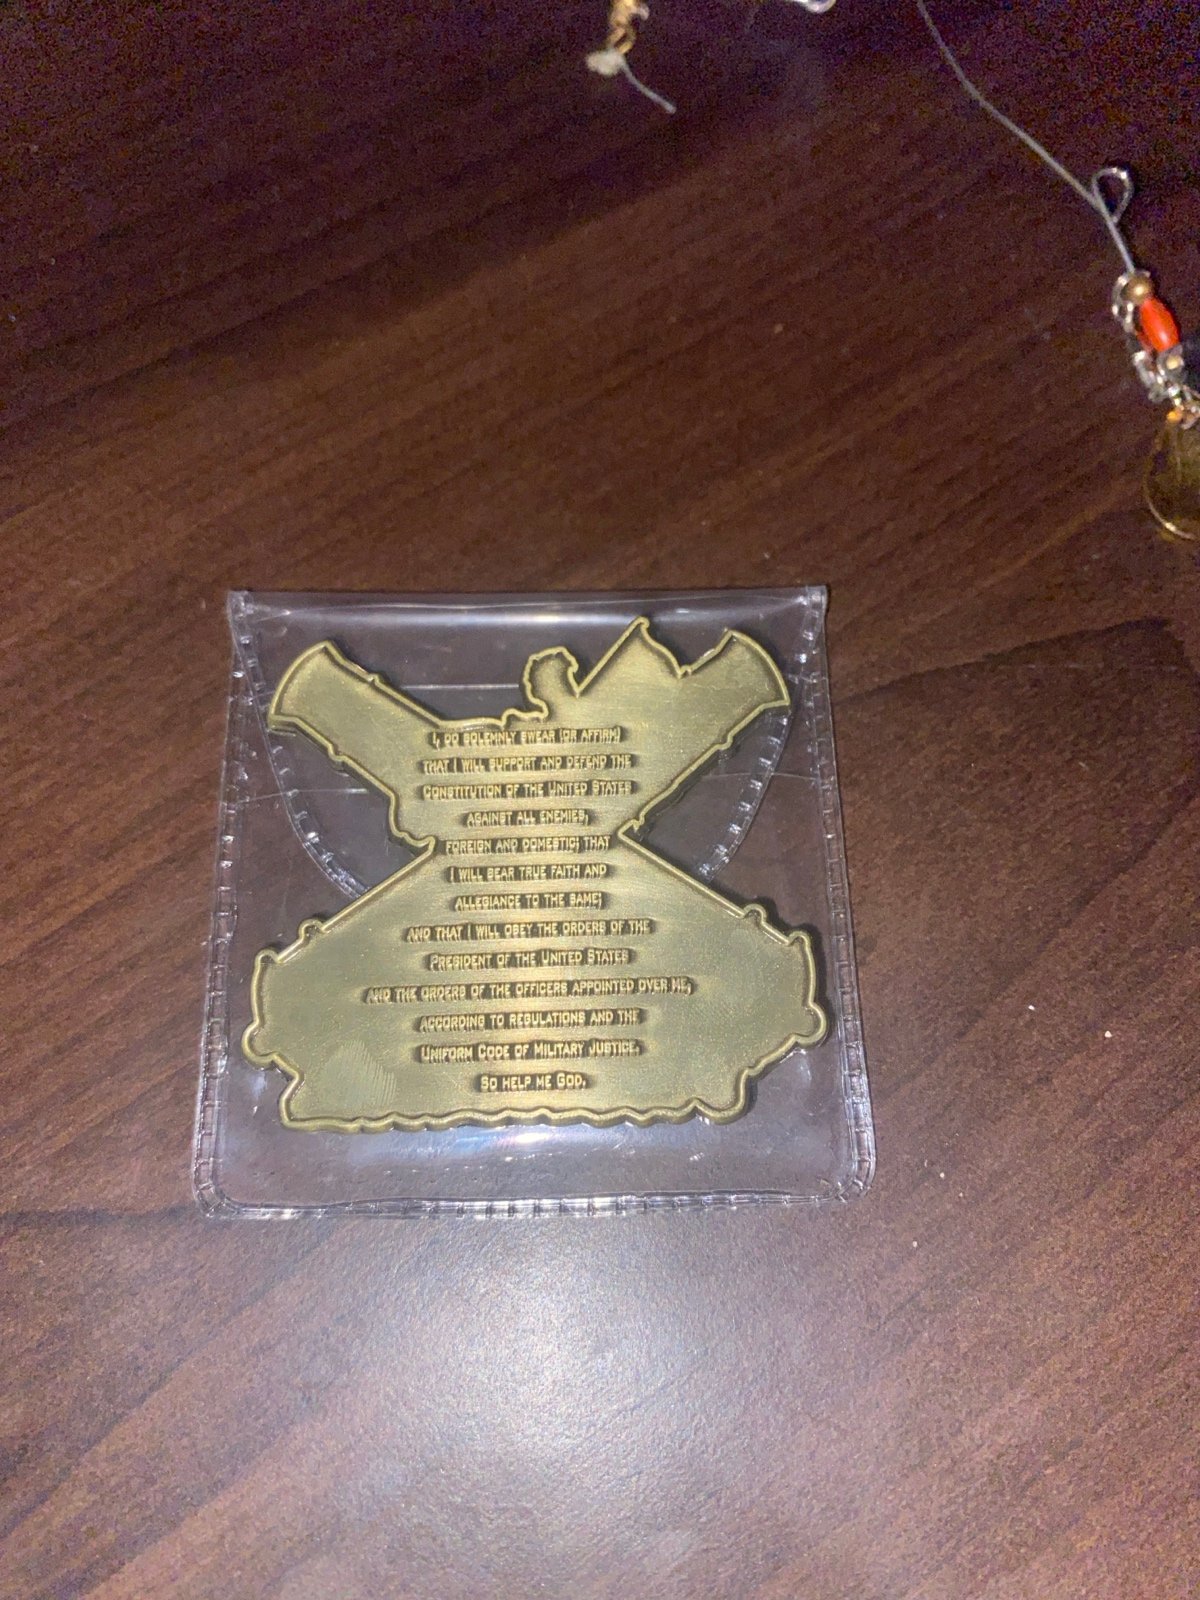 I, DO SOLEMNLY SWEAR (OR AFFIRM)
THAT I WILL SUPPORT AND DEFEND THE
CONSTITUTION OF THE UNITED STATES
AGAINST ALL ENEMIES,
FOREIGN AND DOMESTIC; THAT
I WILL BEAR TRUE FAITH AND
ALLEGIANCE TO THE SAME;
AND THAT I WILL OBEY THE ORDERS OF THE
PRESIDENT OF THE UNITED STATES
AND THE ORDERS OF THE OFFICERS APPOINTED OVER ME,
ACCORDING TO REGULATIONS AND THE
UNIFORM CODE OF MILITARY JUSTICE.
SO HELP ME GOD.